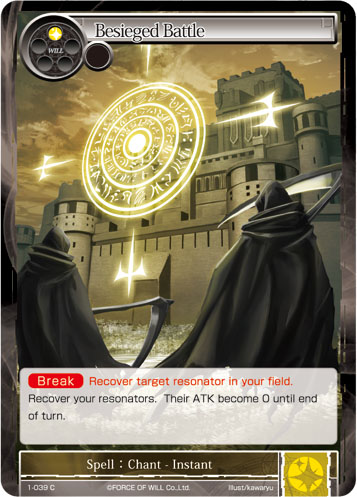 Besieged Battle
WILL
Break Recover target resonator in your field.
Recover your resonators. Their ATK become 0 until end
of turn.
Spell : Chant - Instant
1-039 C ©FORCE OF WILL Co.,Ltd. Illust/kawaryu